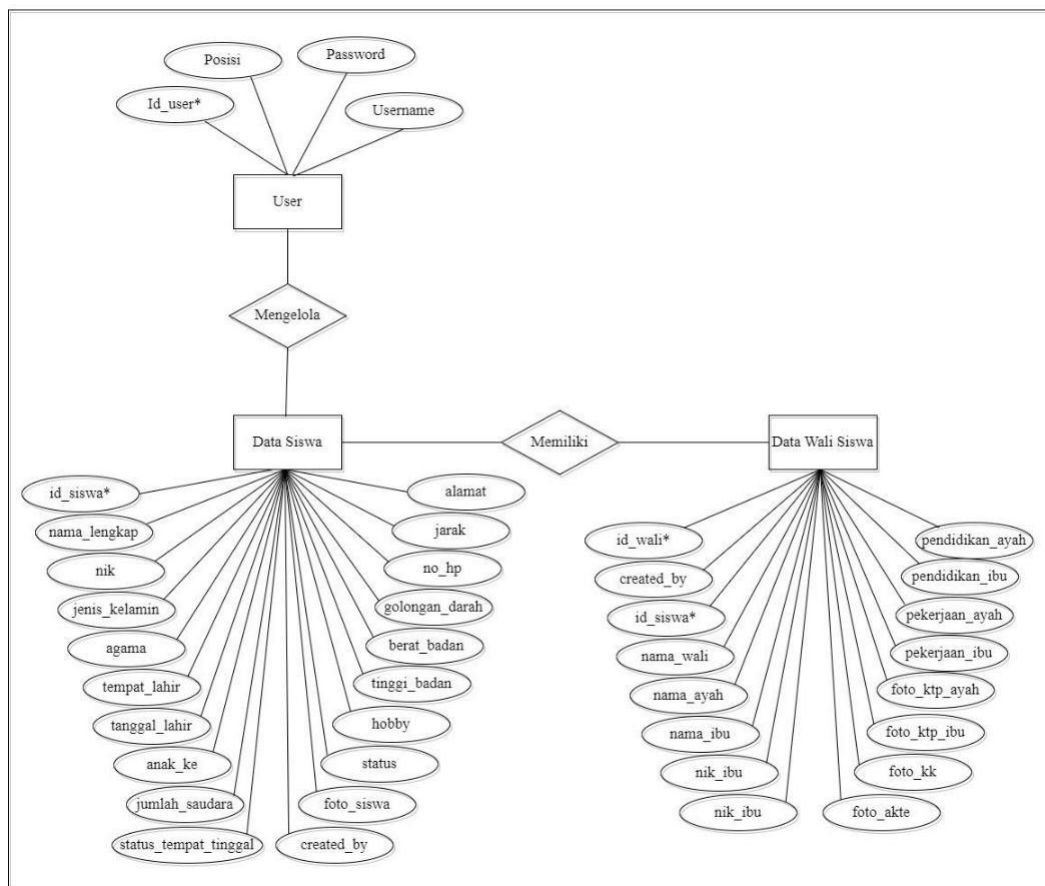 Posisi
Password
Id_user*
Username
User
Mengelola
Data Siswa
Memiliki
Data Wali Siswa
id_siswa*
nama_lengkap
nik
jenis_kelamin
agama
tempat_lahir
tanggal_lahir
anak_ke
jumlah_saudara
status_tempat_tinggal
alamat
jarak
no_hp
golongan_darah
berat_badan
tinggi_badan
hobby
status
foto_siswa
created_by
id_wali*
created_by
id_siswa*
nama_wali
nama_ayah
nama_ibu
nik_ibu
nik_ibu
pendidikan_ayah
pendidikan_ibu
pekerjaan_ayah
pekerjaan_ibu
foto_ktp_ayah
foto_ktp_ibu
foto_kk
foto_akte